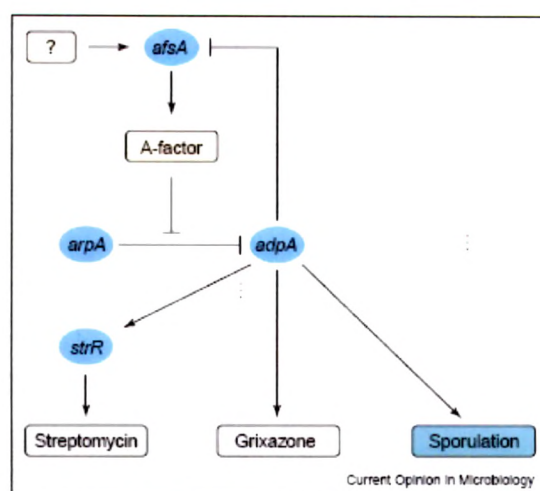 ?
afsA
A-factor
arpA
adpA
strR
Streptomycin
Grixazone
Sporulation
Current Opinion in Microbiology